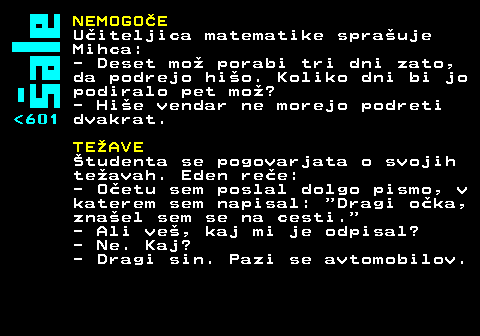 šale
<601
NEMOGOČE
Učiteljica matematike sprašuje
Mihca:
- Deset mož porabi tri dni zato,
da podrejo hišo. Koliko dni bi jo
podiralo pet mož?
- Hiše vendar ne morejo podreti
dvakrat.
TEŽAVE
Študenta se pogovarjata o svojih
težavah. Eden reče:
- Očetu sem poslal dolgo pismo, v
katerem sem napisal: "Dragi očka,
znašel sem se na cesti."
- Ali veš, kaj mi je odpisal?
- Ne. Kaj?
- Dragi sin. Pazi se avtomobilov.